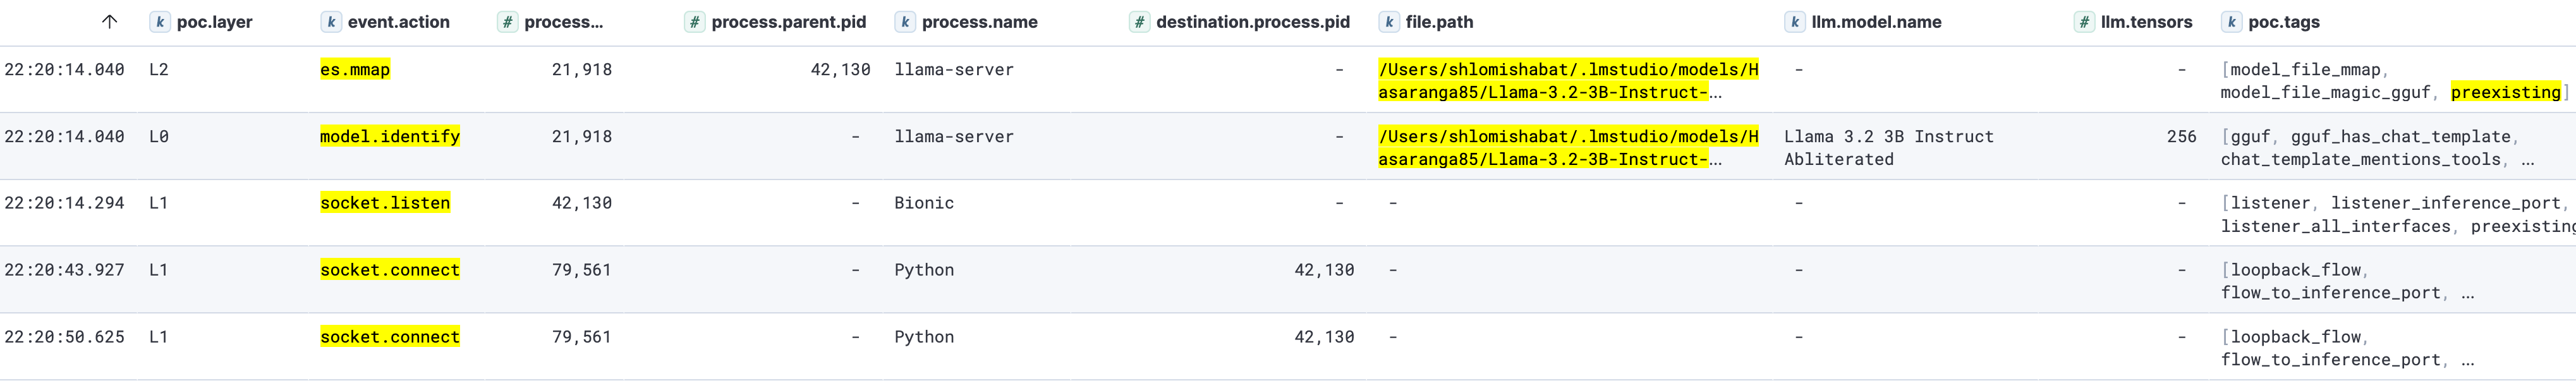 ↑ k poc.layer k event.action # process... # process.parent.pid k process.name # destination.process.pid k file.path k llm.model.name # llm.tensors k poc.tags
22:20:14.040 L2 es.mmap 21,918 42,130 llama-server - /Users/shlomishabat/.lmstudio/models/H - - [model_file_mmap,
asaranga85/Llama-3.2-3B-Instruct-... model_file_magic_gguf, preexisting]
22:20:14.040 L0 model.identify 21,918 - llama-server - /Users/shlomishabat/.lmstudio/models/H Llama 3.2 3B Instruct 256 [gguf, gguf_has_chat_template,
asaranga85/Llama-3.2-3B-Instruct-... Abliterated chat_template_mentions_tools, ...
22:20:14.294 L1 socket.listen 42,130 - Bionic - - - - [listener, listener_inference_port,
listener_all_interfaces, preexisting
22:20:43.927 L1 socket.connect 79,561 - Python 42,130 - - - [loopback_flow,
flow_to_inference_port, ...
22:20:50.625 L1 socket.connect 79,561 - Python 42,130 - - - [loopback_flow,
flow_to_inference_port, ...